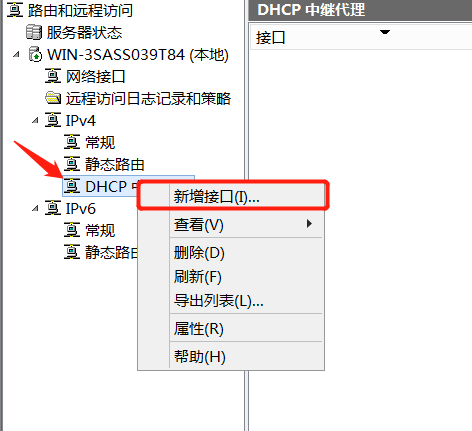 路由和远程访问
服务器状态
WIN-3SASS039T84 (本地)
网络接口
远程访问日志记录和策略
IPv4
常规
静态路由
DHCP 中
IPv6
常规
静态路由
新增接口(I)...
查看(V)
删除(D)
刷新(F)
导出列表(L)...
属性(R)
帮助(H)
DHCP 中继代理
接口